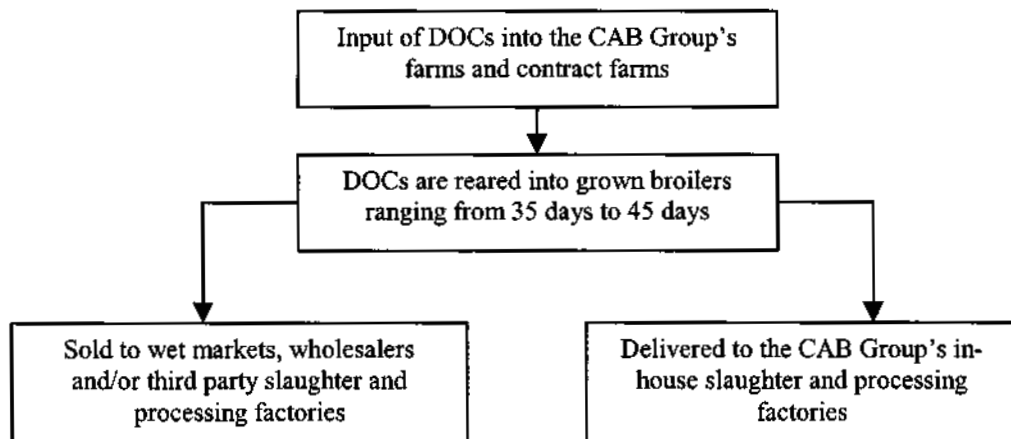 Input of DOCs into the CAB Group's
farms and contract farms
DOCs are reared into grown broilers
ranging from 35 days to 45 days
Sold to wet markets, wholesalers
and/or third party slaughter and
processing factories
Delivered to the CAB Group's in-
house slaughter and processing
factories